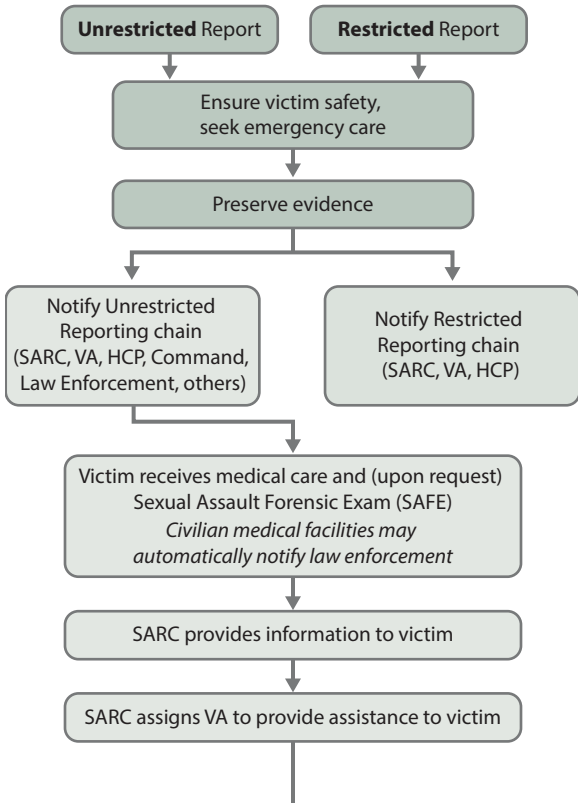 Unrestricted Report
Restricted Report
Ensure victim safety,
seek emergency care
Preserve evidence
Notify Unrestricted
Reporting chain
(SARC, VA, HCP, Command,
Law Enforcement, others)
Notify Restricted
Reporting chain
(SARC, VA, HCP)
Victim receives medical care and (upon request)
Sexual Assault Forensic Exam (SAFE)
Civilian medical facilities may
automatically notify law enforcement
SARC provides information to victim
SARC assigns VA to provide assistance to victim